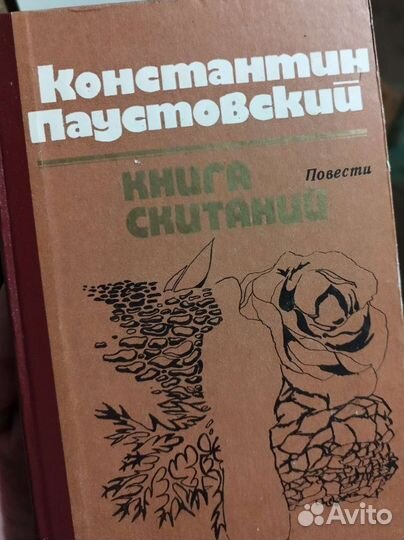 Константин
Паустовский
Книга
скитаний
Повести
Avito